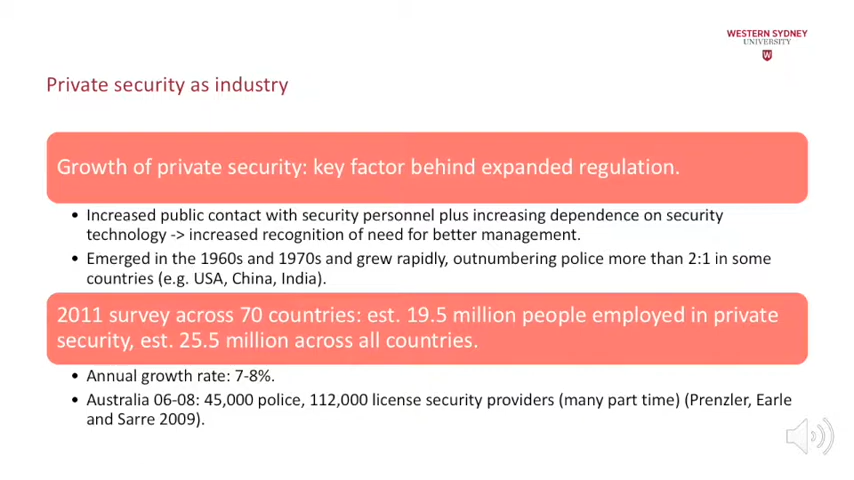 WESTERN SYDNEY
UNIVERSITY
W
Private security as industry
Growth of private security: key factor behind expanded regulation.
• Increased public contact with security personnel plus increasing dependence on security
technology -> increased recognition of need for better management.
• Emerged in the 1960s and 1970s and grew rapidly, outnumbering police more than 2:1 in some
countries (e.g. USA, China, India).
2011 survey across 70 countries: est. 19.5 million people employed in private
security, est. 25.5 million across all countries.
• Annual growth rate: 7-8%.
• Australia 06-08: 45,000 police, 112,000 license security providers (many part time) (Prenzler, Earle
and Sarre 2009).